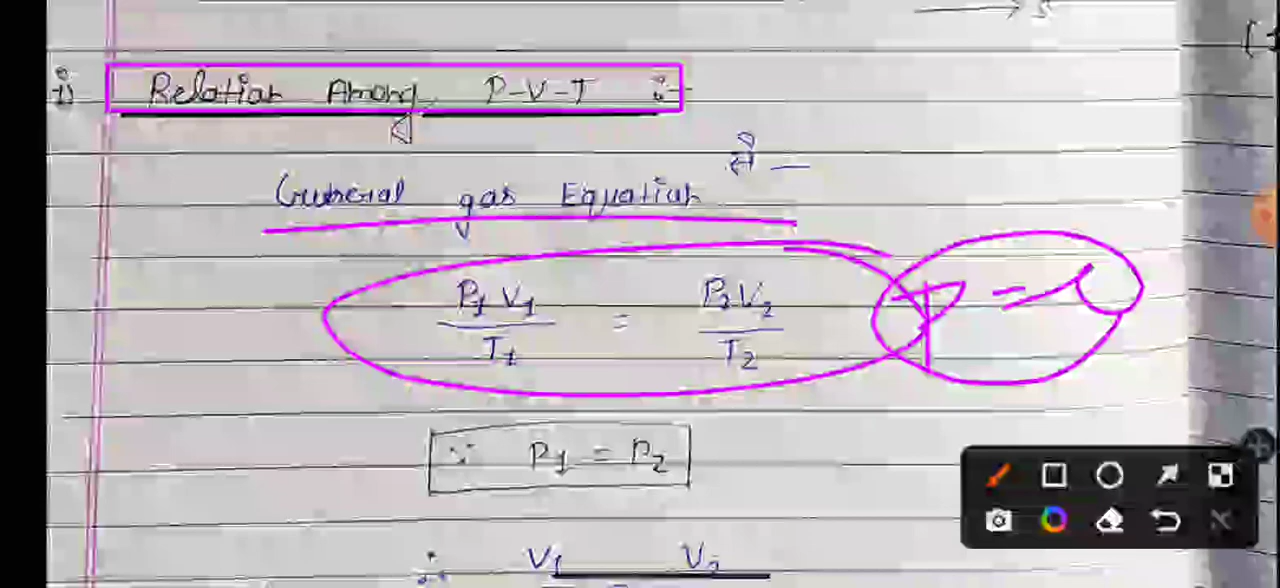 i) Relation Among P-V-T :-
General gas Equation से —
P₁V₁ / T₁ = P₂V₂ / T₂ P = C
∵ P₁ = P₂
∴ V₁ V₂